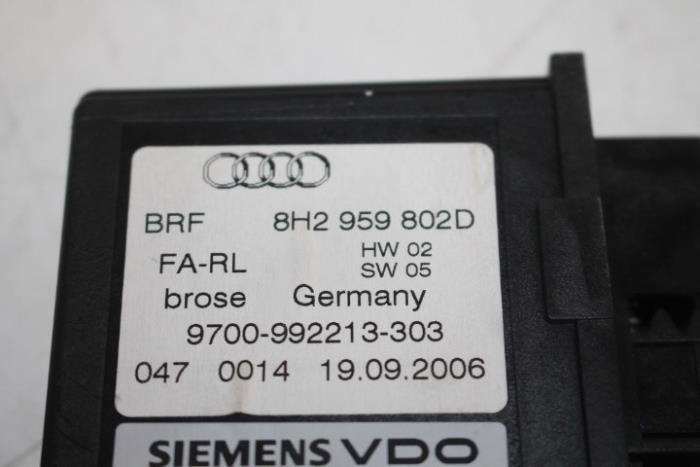 BRF 8H2 959 802D
FA-RL HW 02
SW 05
brose Germany
9700-992213-303
047 0014 19.09.2006
SIEMENS VDO